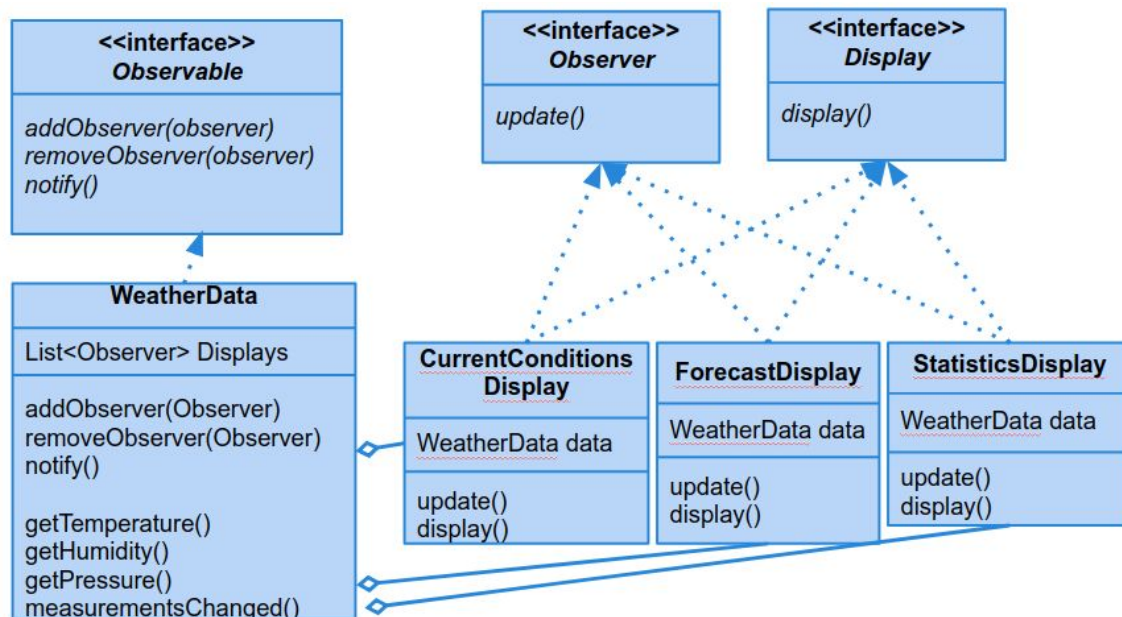 <<interface>>
Observable
addObserver(observer)
removeObserver(observer)
notify()
<<interface>>
Observer
update()
<<interface>>
Display
display()
WeatherData
List<Observer> Displays
addObserver(Observer)
removeObserver(Observer)
notify()
getTemperature()
getHumidity()
getPressure()
measurementsChanged()
CurrentConditions
Display
WeatherData data
update()
display()
ForecastDisplay
WeatherData data
update()
display()
StatisticsDisplay
WeatherData data
update()
display()